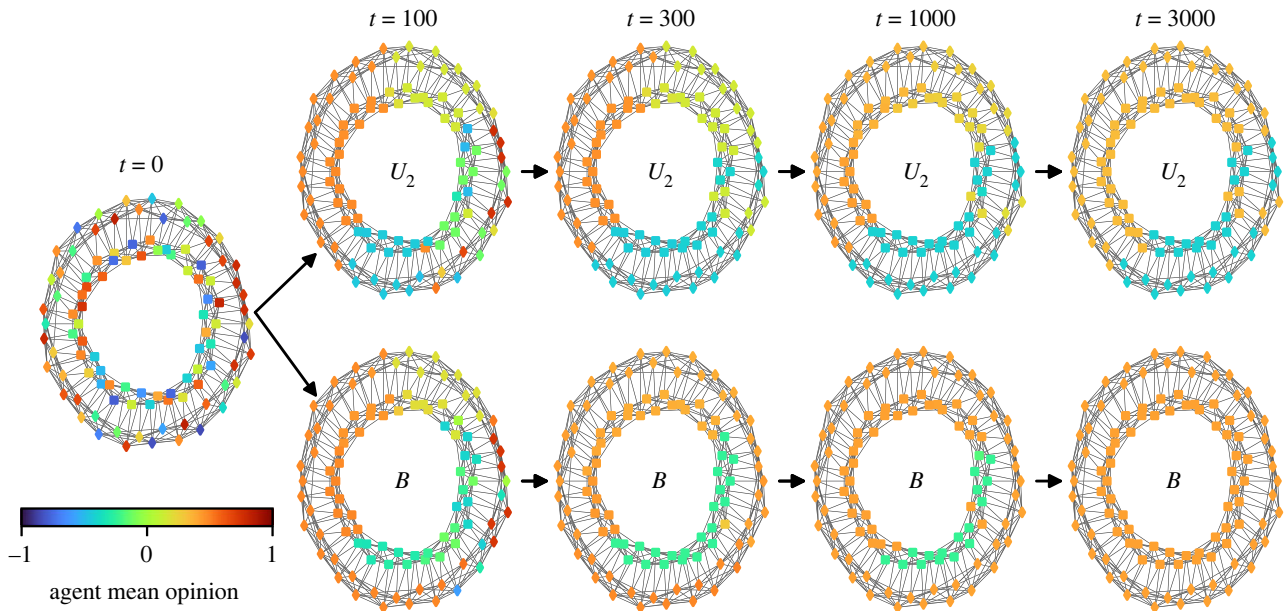 t = 100
t = 300
t = 1000
t = 3000
U₂
U₂
U₂
U₂
t = 0
B
B
B
B
–1
0
1
agent mean opinion